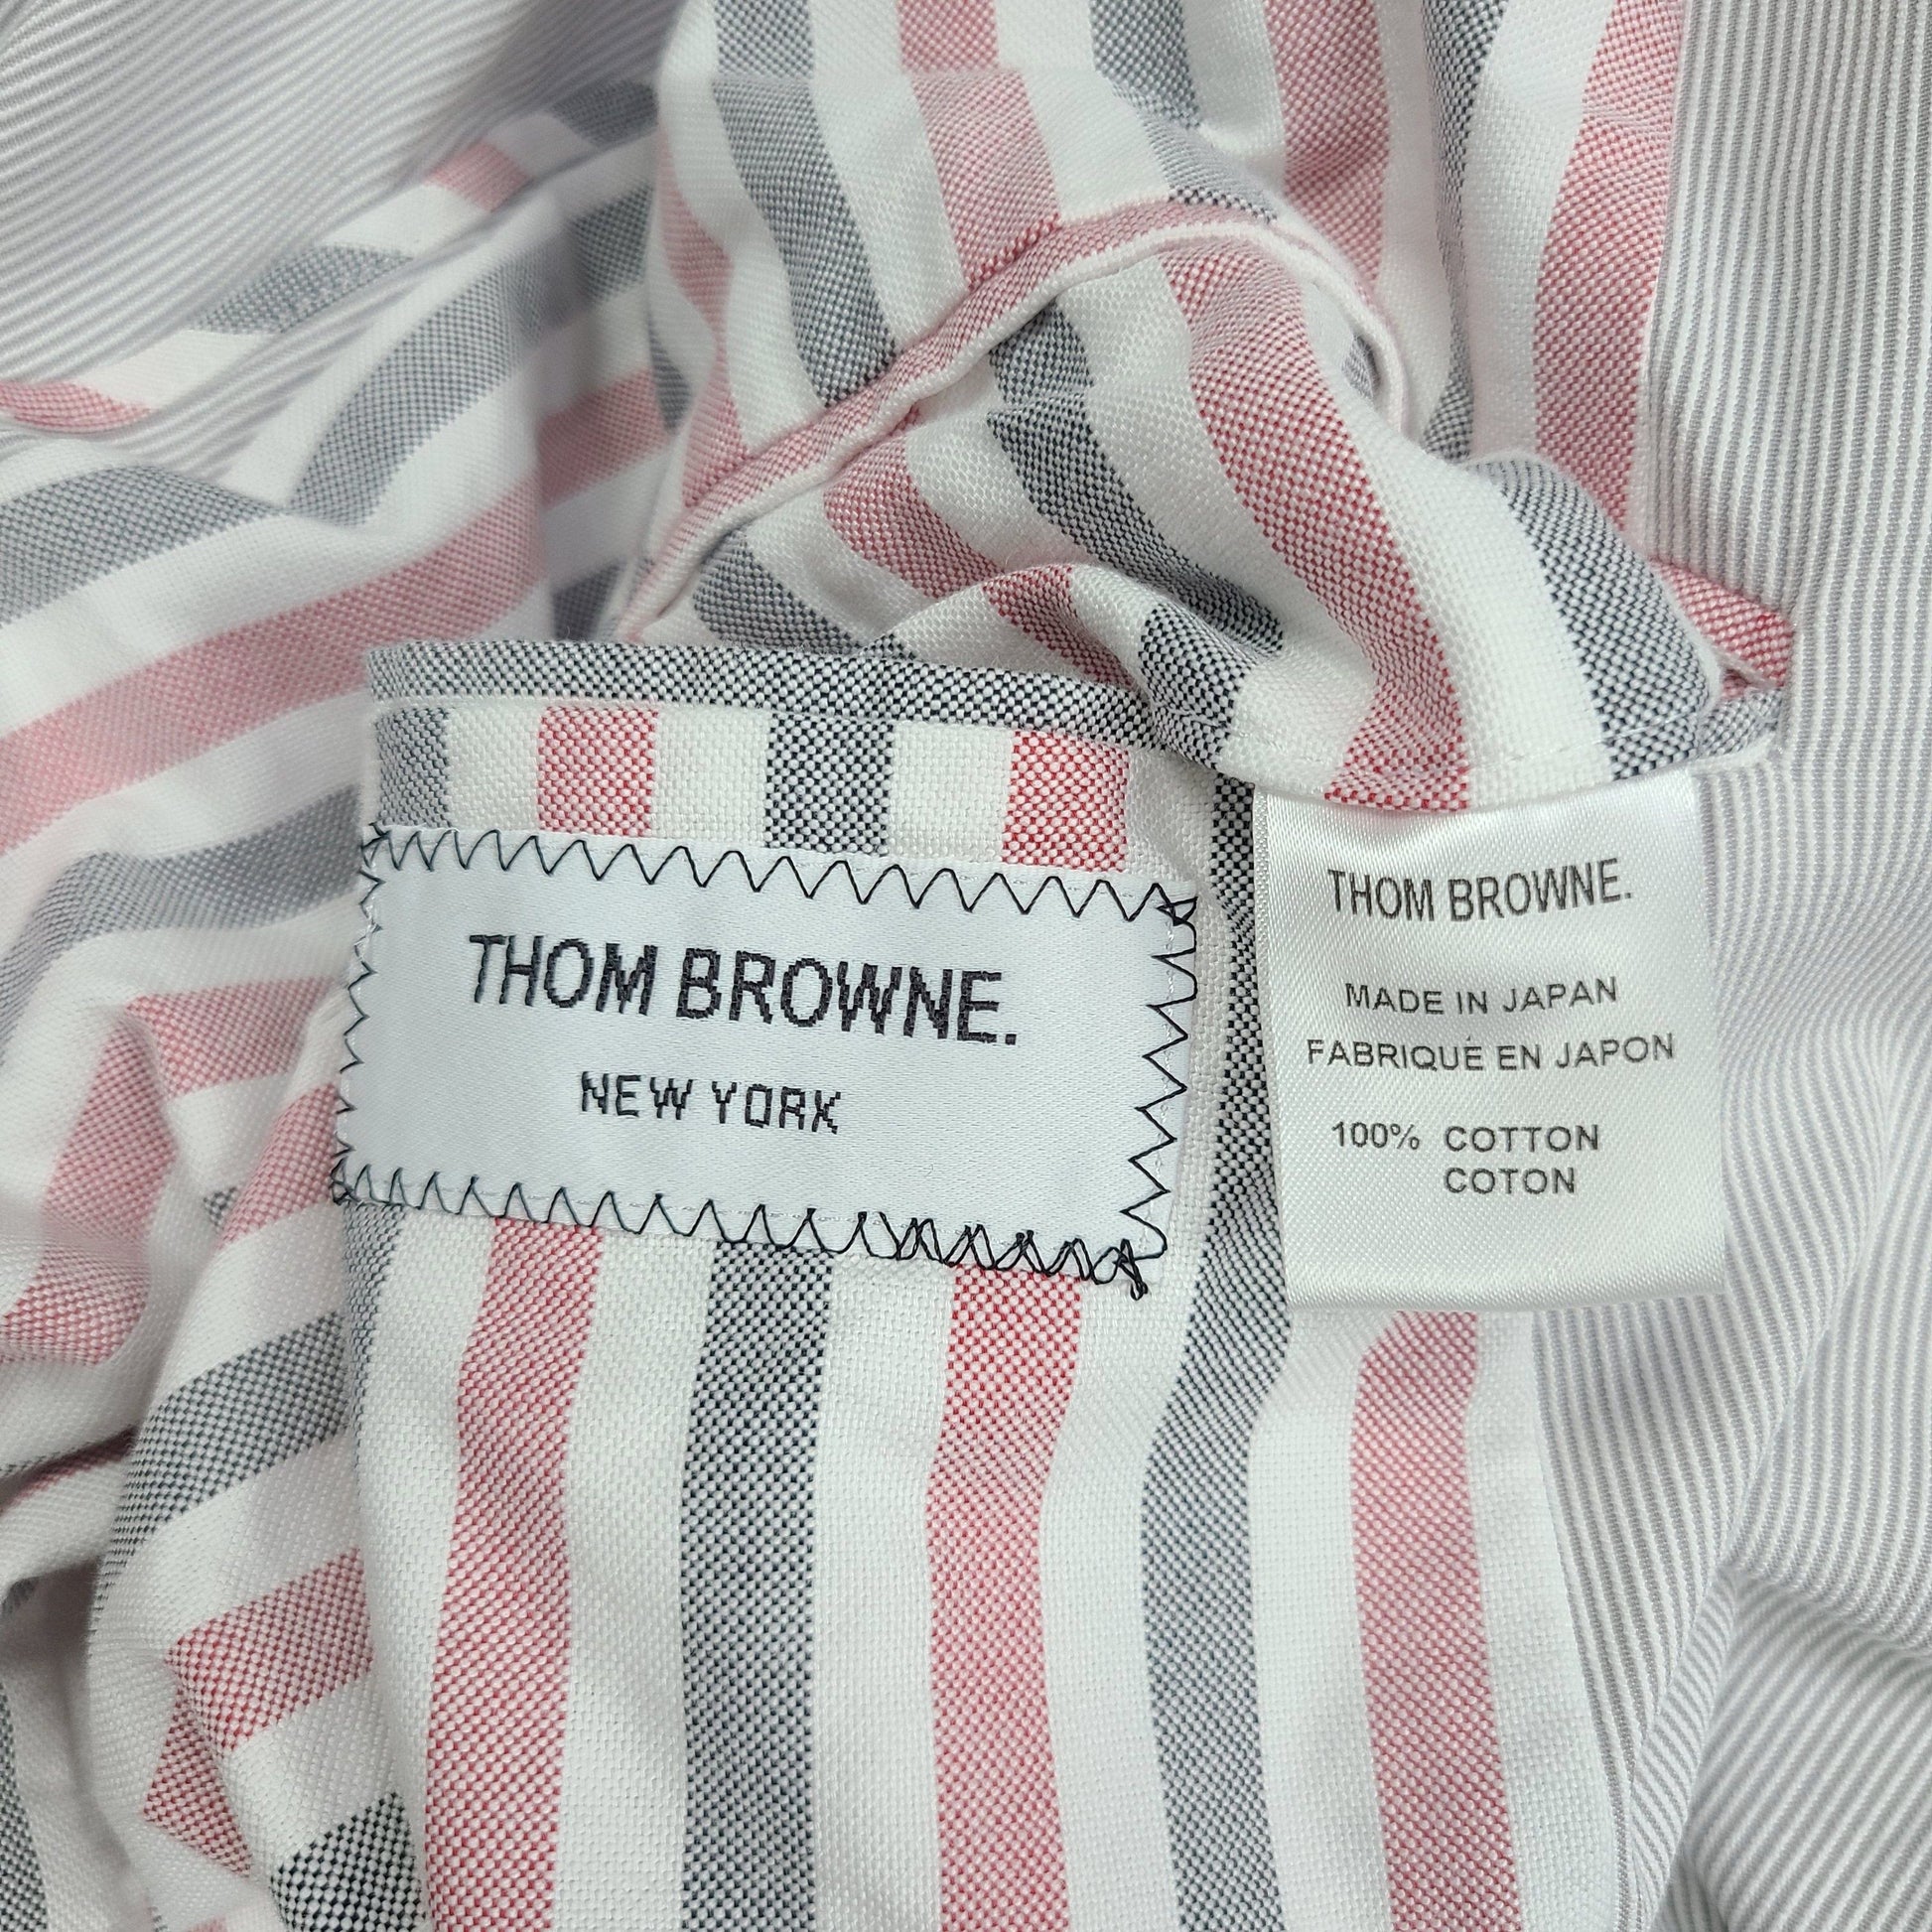 THOM BROWNE.
NEW YORK
THOM BROWNE.
MADE IN JAPAN
FABRIQUÉ EN JAPON
100% COTTON
COTON